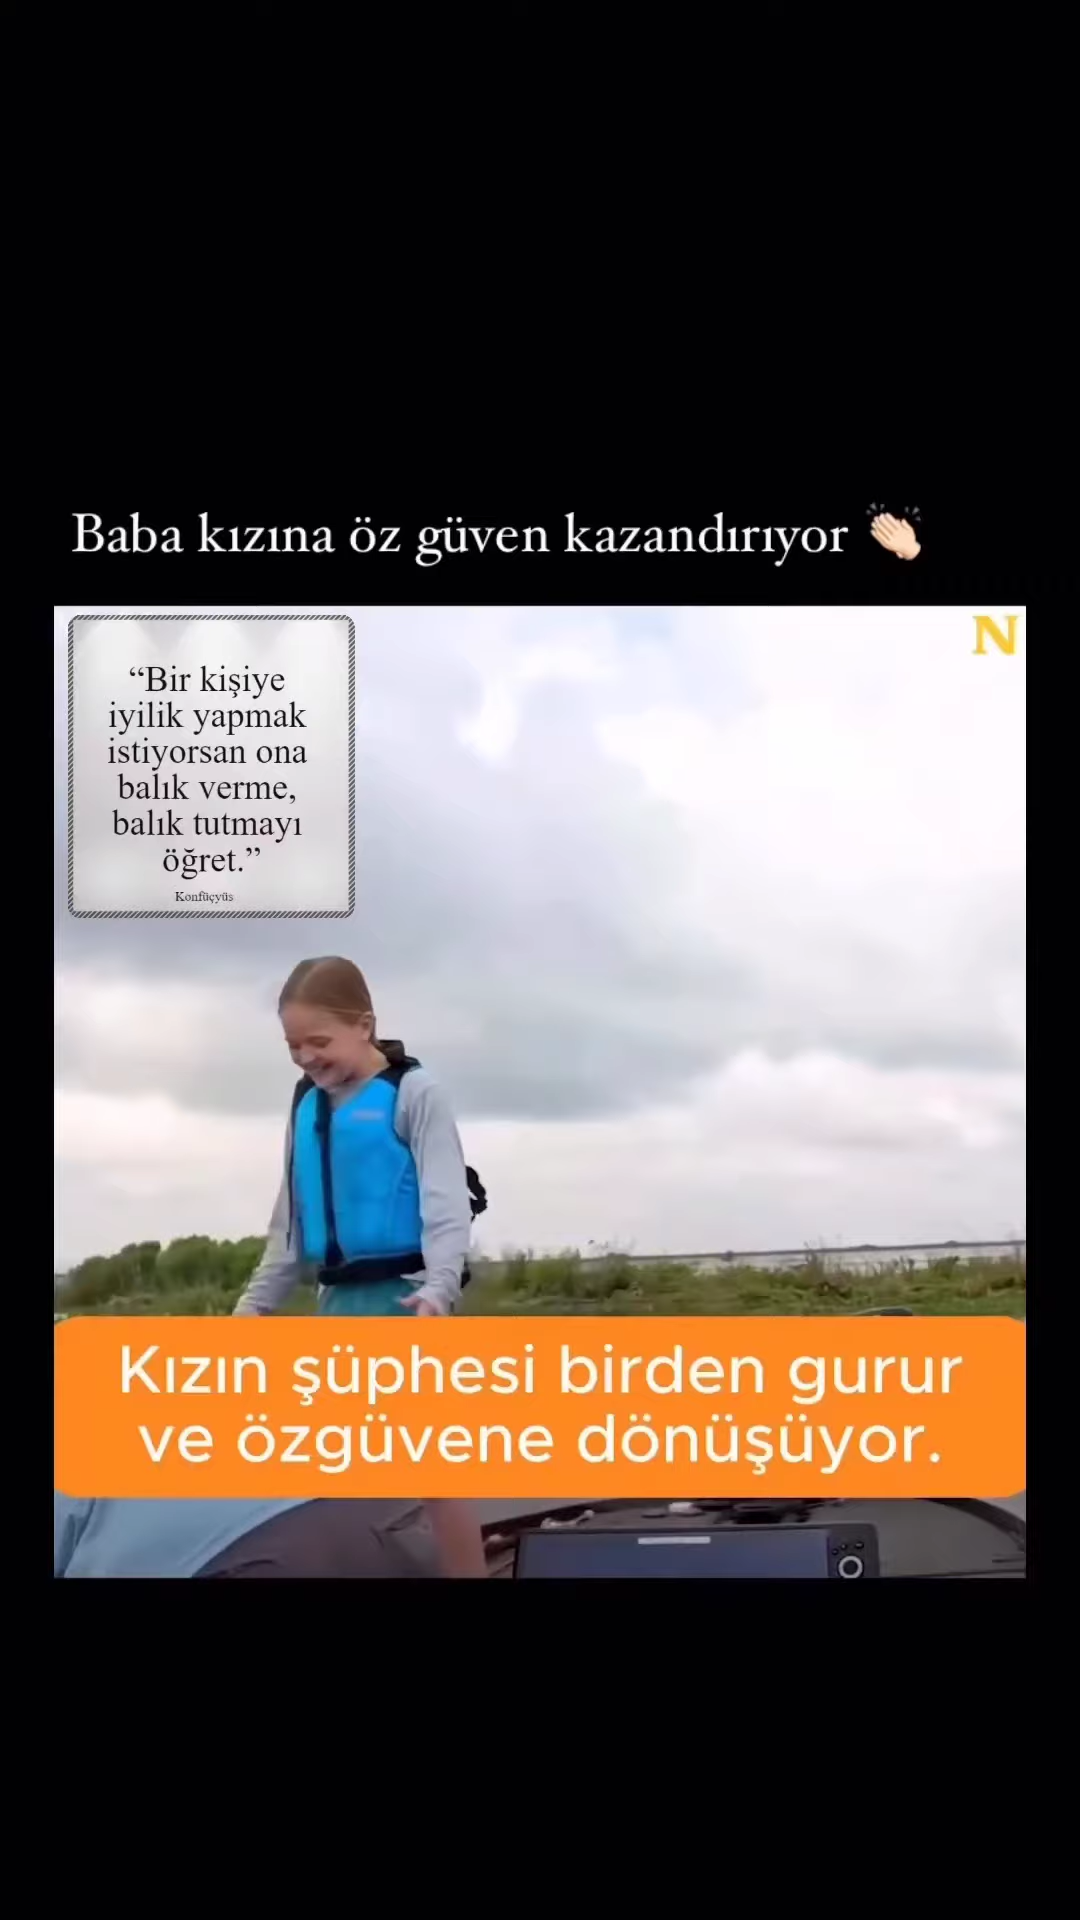 Baba kızına öz güven kazandırıyor 👏🏻
N
“Bir kişiye
iyilik yapmak
istiyorsan ona
balık verme,
balık tutmayı
öğret.”
Konfüçyüs
Kızın şüphesi birden gurur
ve özgüvene dönüşüyor.